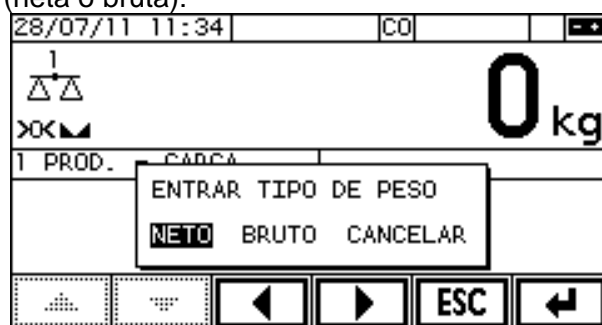 (neta o bruta).
28/07/11 11:34 CO
1
0 kg
1 PROD. - CARGA
ENTRAR TIPO DE PESO
NETO BRUTO CANCELAR
ESC